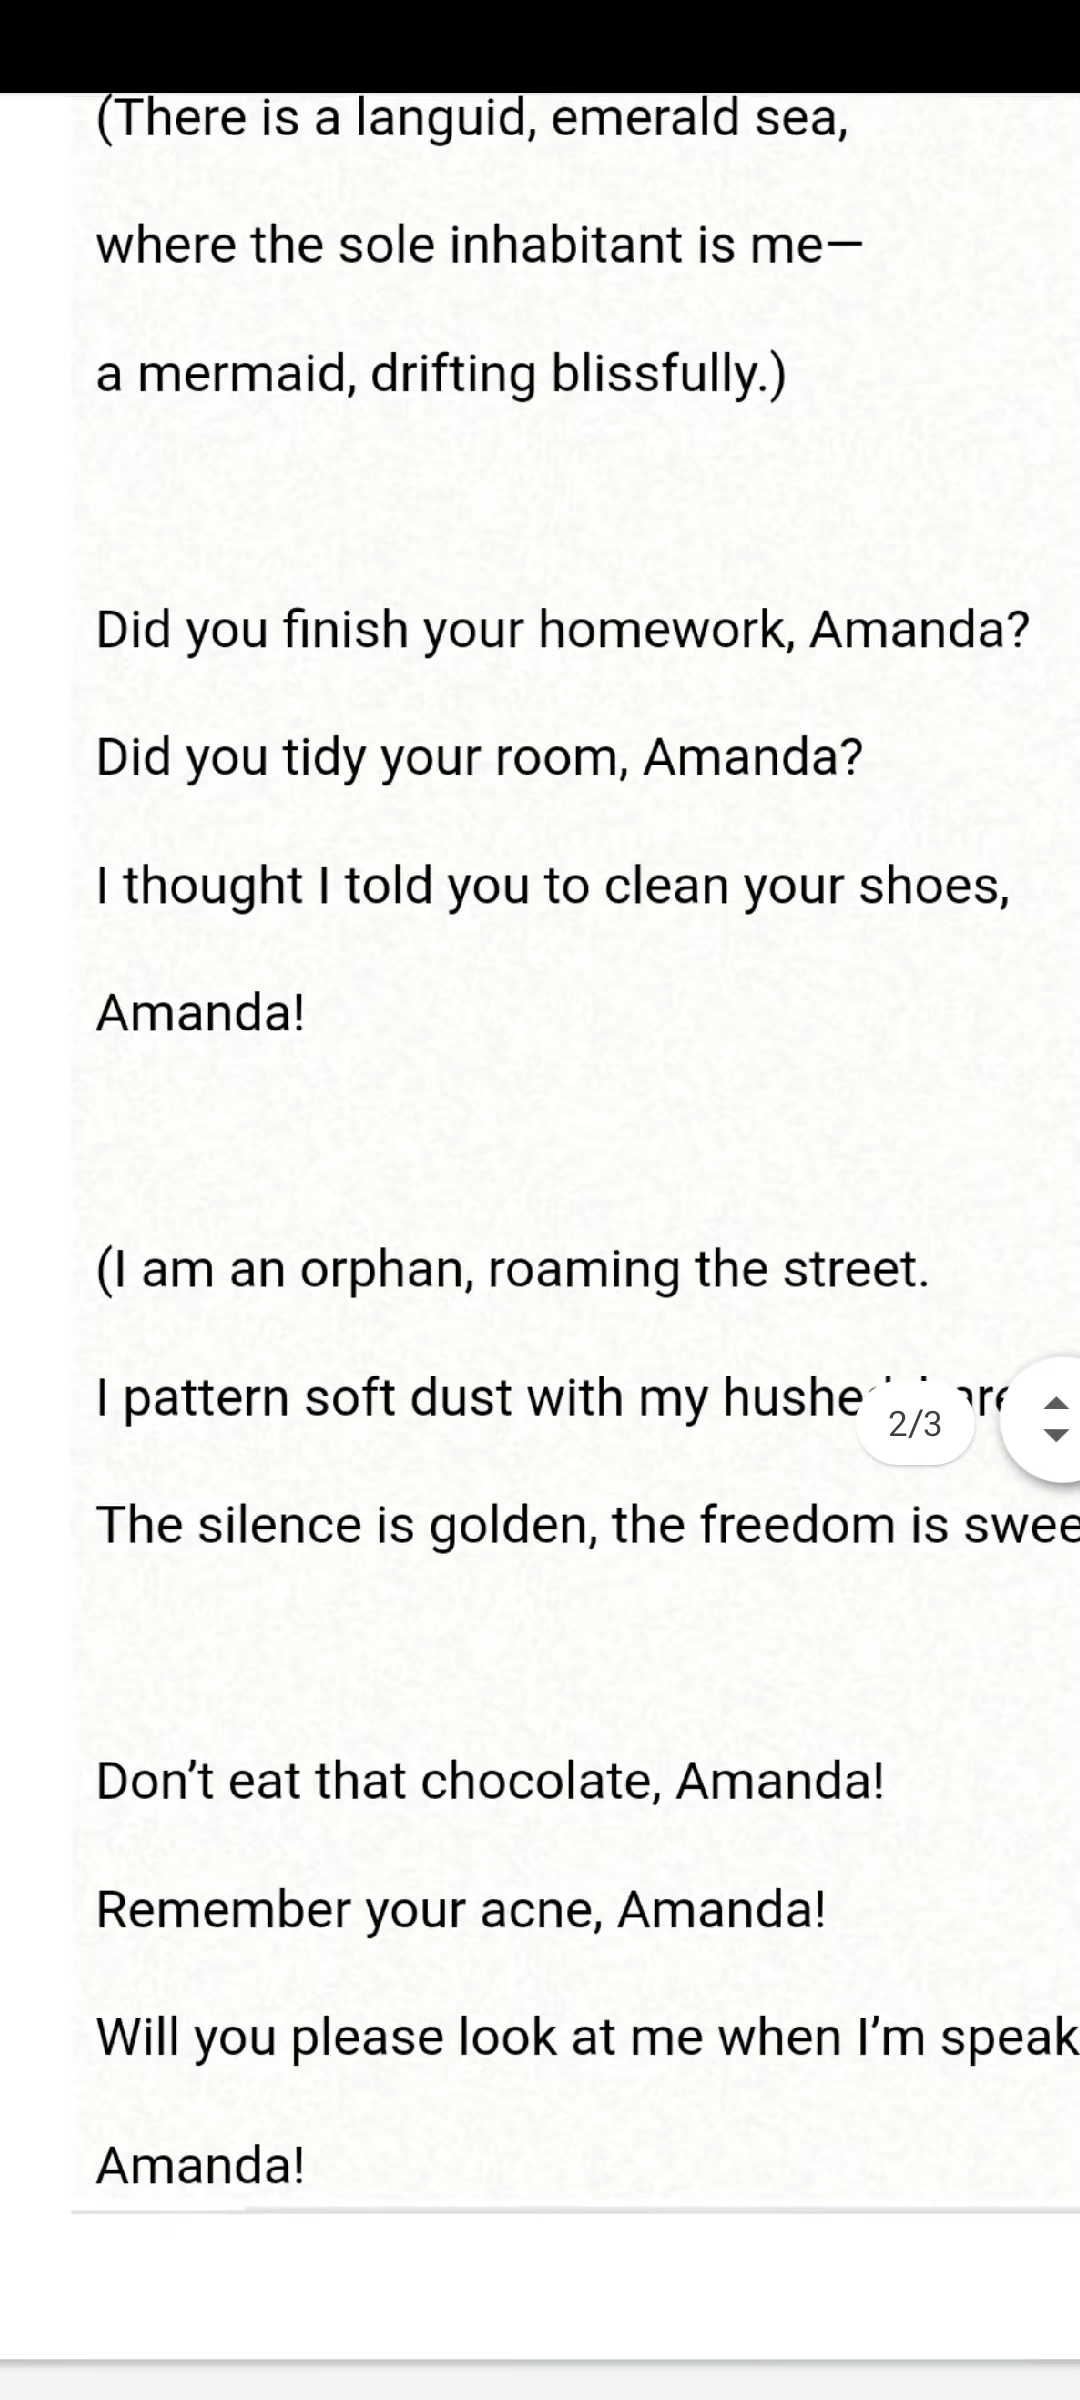 (There is a languid, emerald sea,
where the sole inhabitant is me—
a mermaid, drifting blissfully.)
Did you finish your homework, Amanda?
Did you tidy your room, Amanda?
I thought I told you to clean your shoes,
Amanda!
(I am an orphan, roaming the street.
I pattern soft dust with my
2/3
The silence is golden, the freedom is
Don’t eat that chocolate, Amanda!
Remember your acne, Amanda!
Will you please look at me when I’m
Amanda!